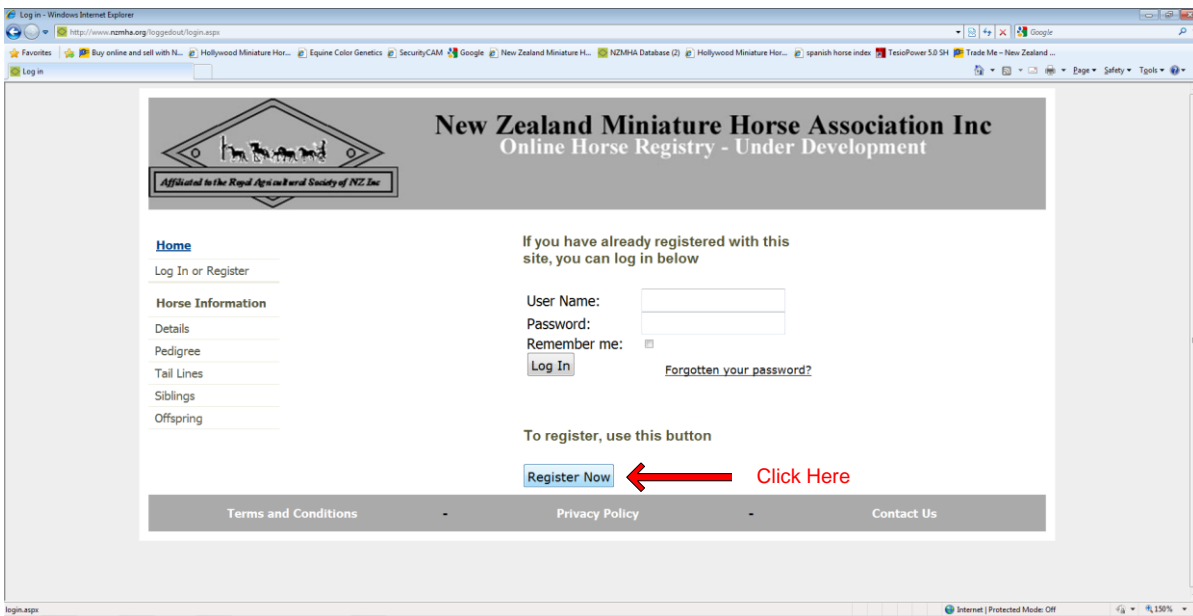 Log in - Windows Internet Explorer
http://www.nzmha.org/loggedout/login.aspx
Google
Favorites Buy online and sell with N... Hollywood Miniature Hor... Equine Color Genetics SecurityCAM Google New Zealand Miniature H... NZMHA Database (2) Hollywood Miniature Hor... spanish horse index TesioPower 5.0 SH Trade Me – New Zealand ...
Log in
Page Safety Tools
New Zealand Miniature Horse Association Inc
Online Horse Registry - Under Development
Affiliated to the Royal Agricultural Society of NZ Inc
Home
Log In or Register
Horse Information
Details
Pedigree
Tail Lines
Siblings
Offspring
If you have already registered with this
site, you can log in below
User Name:
Password:
Remember me:
Log In
Forgotten your password?
To register, use this button
Register Now
Click Here
Terms and Conditions - Privacy Policy - Contact Us
login.aspx
Internet | Protected Mode: Off
150%